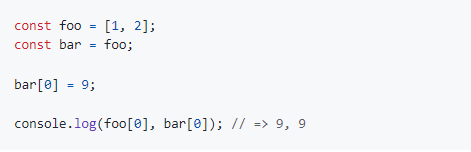 const foo = [1, 2];
const bar = foo;
bar[0] = 9;
console.log(foo[0], bar[0]); // => 9, 9